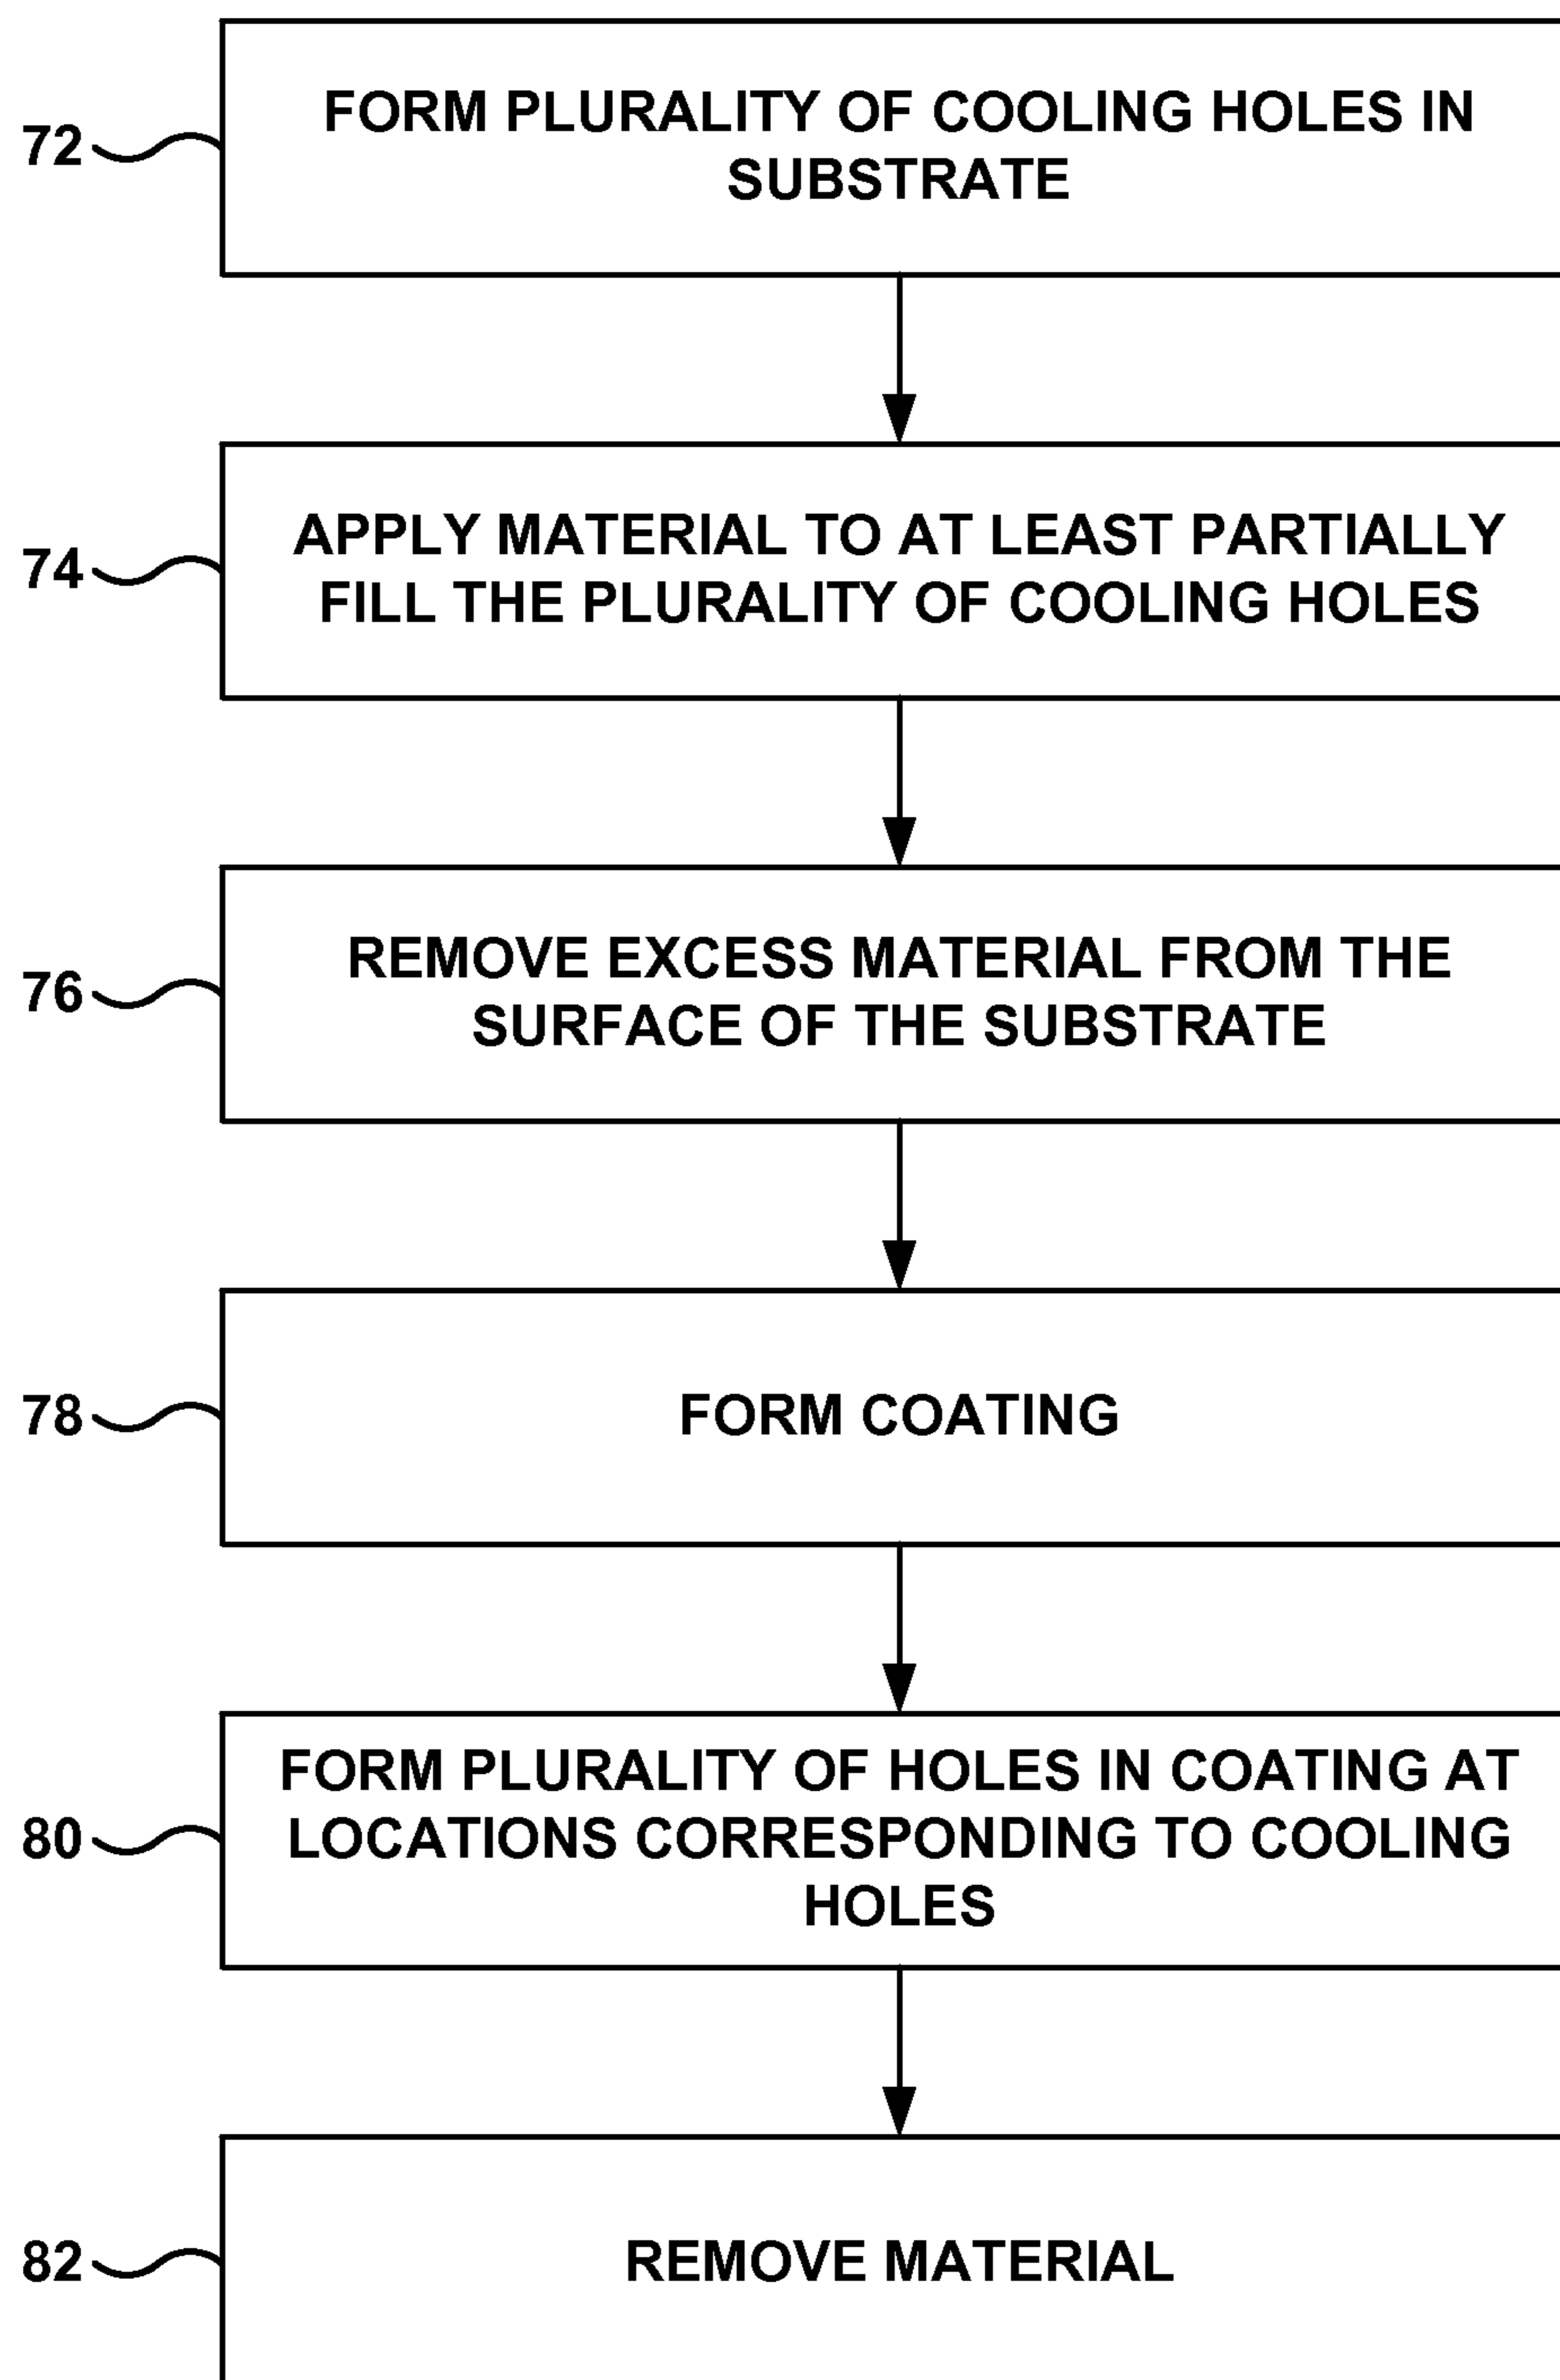 FORM PLURALITY OF COOLING HOLES IN
SUBSTRATE
72
APPLY MATERIAL TO AT LEAST PARTIALLY
FILL THE PLURALITY OF COOLING HOLES
74
REMOVE EXCESS MATERIAL FROM THE
SURFACE OF THE SUBSTRATE
76
FORM COATING
78
FORM PLURALITY OF HOLES IN COATING AT
LOCATIONS CORRESPONDING TO COOLING
HOLES
80
REMOVE MATERIAL
82